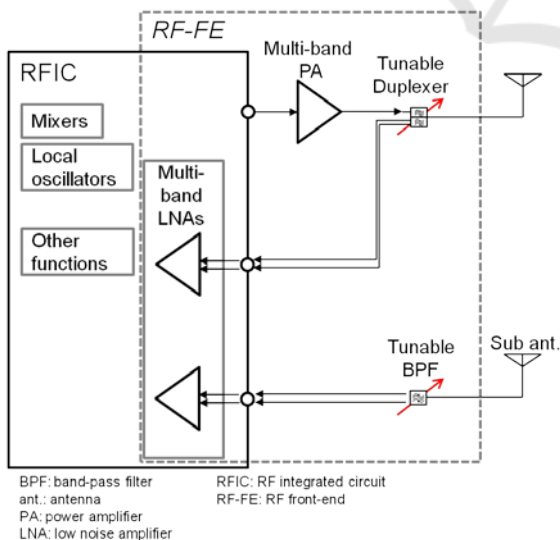 RF-FE
RFIC
Multi-band
PA
Tunable
Duplexer
Mixers
Local
oscillators
Multi-
band
LNAs
Other
functions
Tunable
BPF
Sub ant.
BPF: band-pass filter
ant.: antenna
PA: power amplifier
LNA: low noise amplifier
RFIC: RF integrated circuit
RF-FE: RF front-end